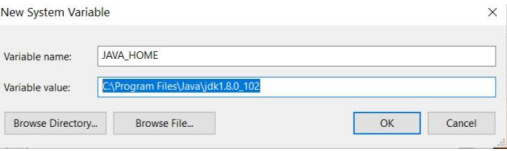 New System Variable
Variable name: JAVA_HOME
Variable value: C:\Program Files\Java\jdk1.8.0_102
Browse Directory... Browse File... OK Cancel